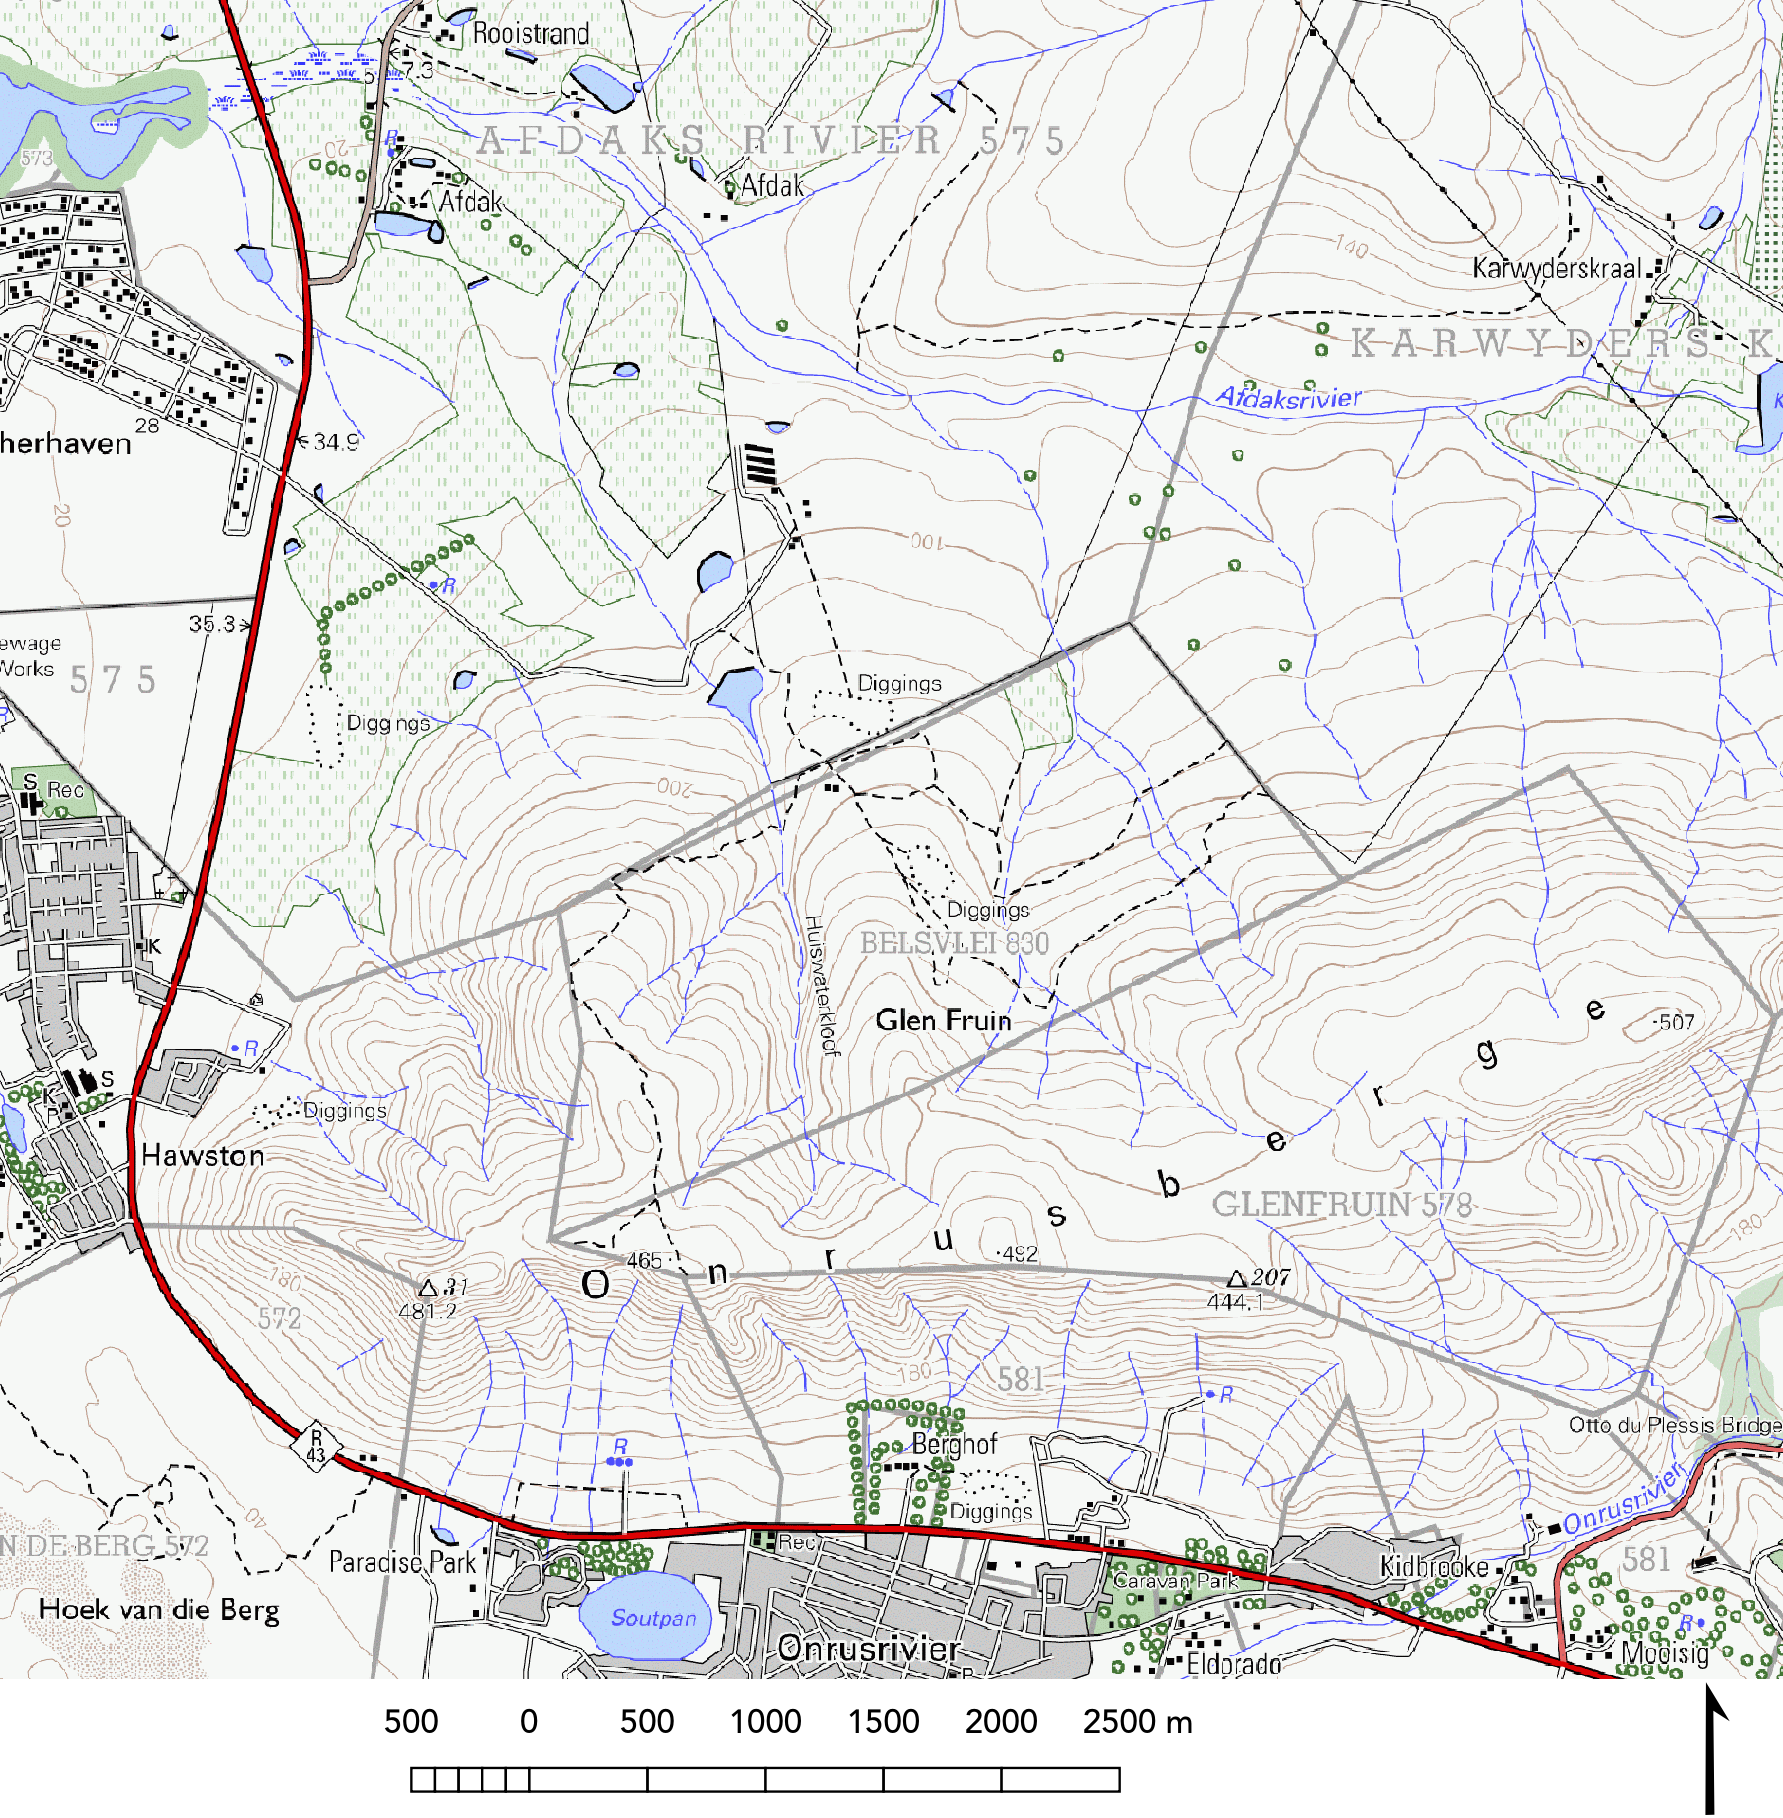 Rooistrand
5
7.3
AFDAKS RIVIER 575
573
20
R
Afdak
Afdak
140
Karwyderskraal
KARWYDERS K
Afdaksrivier
K
herhaven
28
34.9
20
100
R
35.3
ewage
Works
575
Diggings
Diggings
200
S
Rec
Diggings
BELSVLEI 830
Huiswaterkloof
K
Glen Fruin
507
R
S
K
P
Diggings
Hawston
Onrusberge
GLENFRUIN 578
180
465
492
31
481.2
207
444.1
180
572
180
581
R
Otto du Plessis Bridge
R
43
R
Berghof
Diggings
Onrusrivier
40
N DE BERG 572
Paradise Park
Rec
Caravan Park
Kidbrooke
581
Hoek van die Berg
Soutpan
Onrusrivier
P
Eldorado
R
Mooisig
500 0 500 1000 1500 2000 2500 m